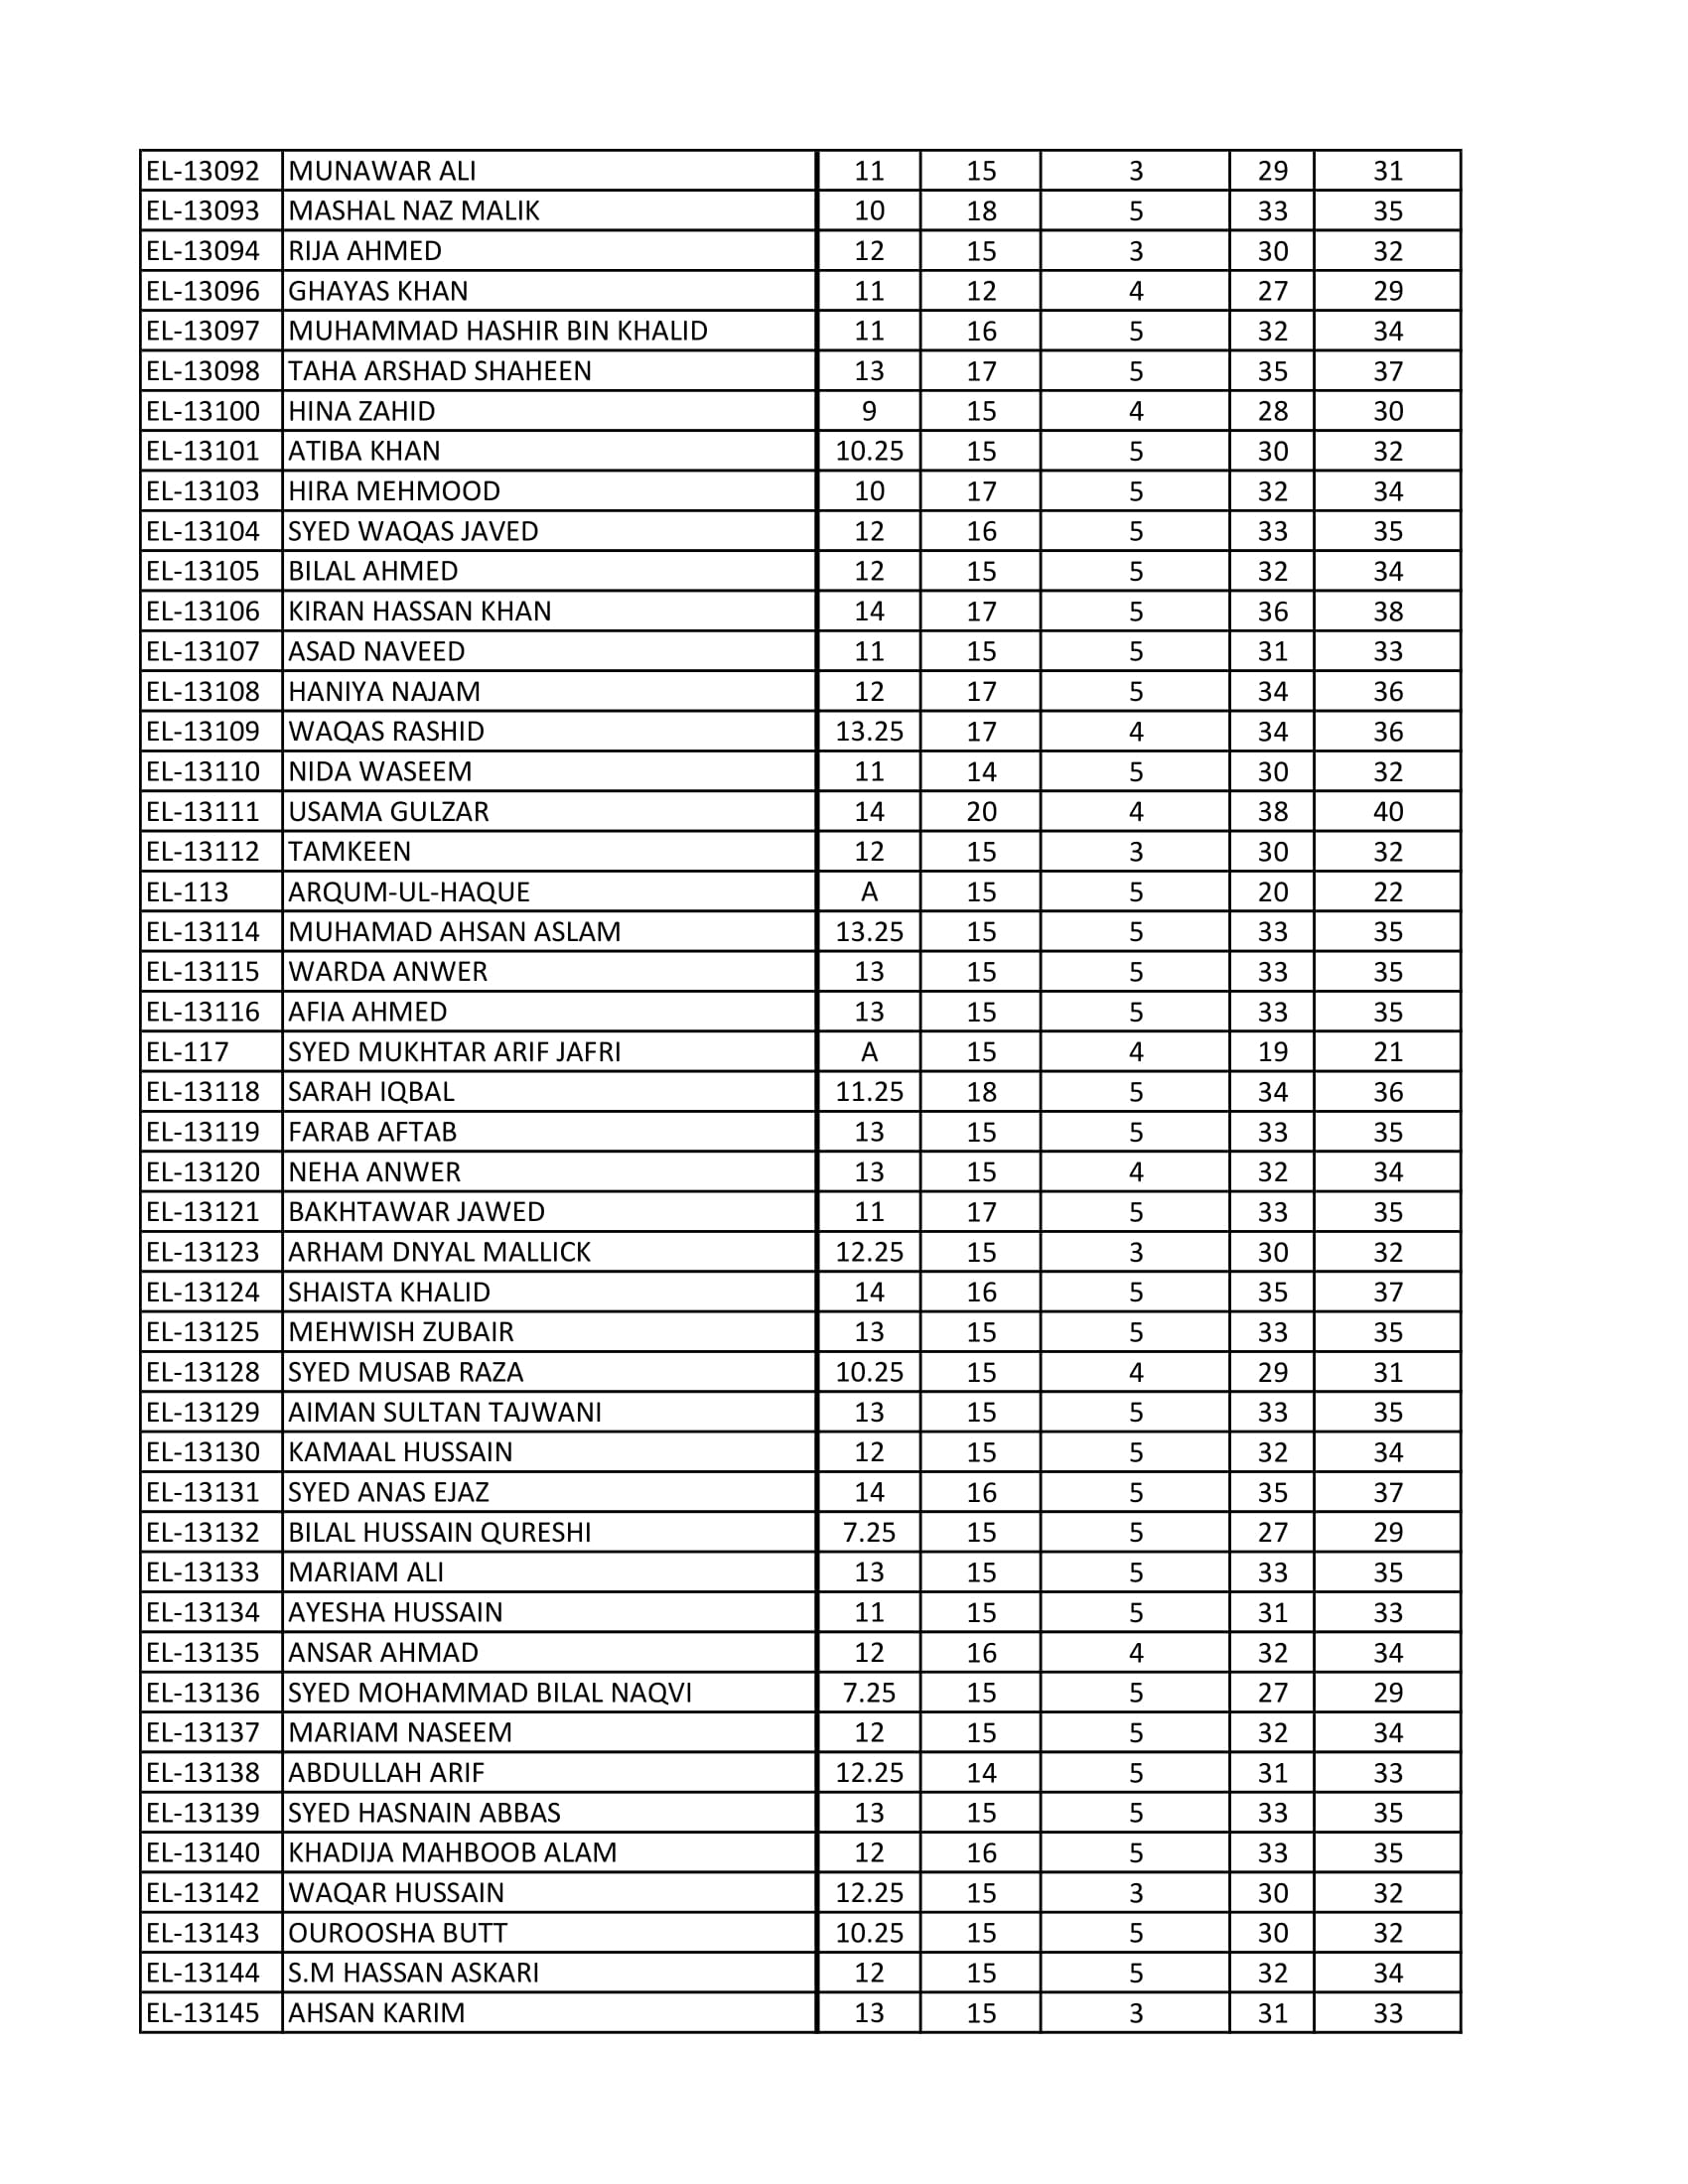 EL-13092 MUNAWAR ALI 11 15 3 29 31
EL-13093 MASHAL NAZ MALIK 10 18 5 33 35
EL-13094 RIJA AHMED 12 15 3 30 32
EL-13096 GHAYAS KHAN 11 12 4 27 29
EL-13097 MUHAMMAD HASHIR BIN KHALID 11 16 5 32 34
EL-13098 TAHA ARSHAD SHAHEEN 13 17 5 35 37
EL-13100 HINA ZAHID 9 15 4 28 30
EL-13101 ATIBA KHAN 10.25 15 5 30 32
EL-13103 HIRA MEHMOOD 10 17 5 32 34
EL-13104 SYED WAQAS JAVED 12 16 5 33 35
EL-13105 BILAL AHMED 12 15 5 32 34
EL-13106 KIRAN HASSAN KHAN 14 17 5 36 38
EL-13107 ASAD NAVEED 11 15 5 31 33
EL-13108 HANIYA NAJAM 12 17 5 34 36
EL-13109 WAQAS RASHID 13.25 17 4 34 36
EL-13110 NIDA WASEEM 11 14 5 30 32
EL-13111 USAMA GULZAR 14 20 4 38 40
EL-13112 TAMKEEN 12 15 3 30 32
EL-113 ARQUM-UL-HAQUE A 15 5 20 22
EL-13114 MUHAMAD AHSAN ASLAM 13.25 15 5 33 35
EL-13115 WARDA ANWER 13 15 5 33 35
EL-13116 AFIA AHMED 13 15 5 33 35
EL-117 SYED MUKHTAR ARIF JAFRI A 15 4 19 21
EL-13118 SARAH IQBAL 11.25 18 5 34 36
EL-13119 FARAB AFTAB 13 15 5 33 35
EL-13120 NEHA ANWER 13 15 4 32 34
EL-13121 BAKHTAWAR JAWED 11 17 5 33 35
EL-13123 ARHAM DNYAL MALLICK 12.25 15 3 30 32
EL-13124 SHAISTA KHALID 14 16 5 35 37
EL-13125 MEHWISH ZUBAIR 13 15 5 33 35
EL-13128 SYED MUSAB RAZA 10.25 15 4 29 31
EL-13129 AIMAN SULTAN TAJWANI 13 15 5 33 35
EL-13130 KAMAAL HUSSAIN 12 15 5 32 34
EL-13131 SYED ANAS EJAZ 14 16 5 35 37
EL-13132 BILAL HUSSAIN QURESHI 7.25 15 5 27 29
EL-13133 MARIAM ALI 13 15 5 33 35
EL-13134 AYESHA HUSSAIN 11 15 5 31 33
EL-13135 ANSAR AHMAD 12 16 4 32 34
EL-13136 SYED MOHAMMAD BILAL NAQVI 7.25 15 5 27 29
EL-13137 MARIAM NASEEM 12 15 5 32 34
EL-13138 ABDULLAH ARIF 12.25 14 5 31 33
EL-13139 SYED HASNAIN ABBAS 13 15 5 33 35
EL-13140 KHADIJA MAHBOOB ALAM 12 16 5 33 35
EL-13142 WAQAR HUSSAIN 12.25 15 3 30 32
EL-13143 OUROOSHA BUTT 10.25 15 5 30 32
EL-13144 S.M HASSAN ASKARI 12 15 5 32 34
EL-13145 AHSAN KARIM 13 15 3 31 33